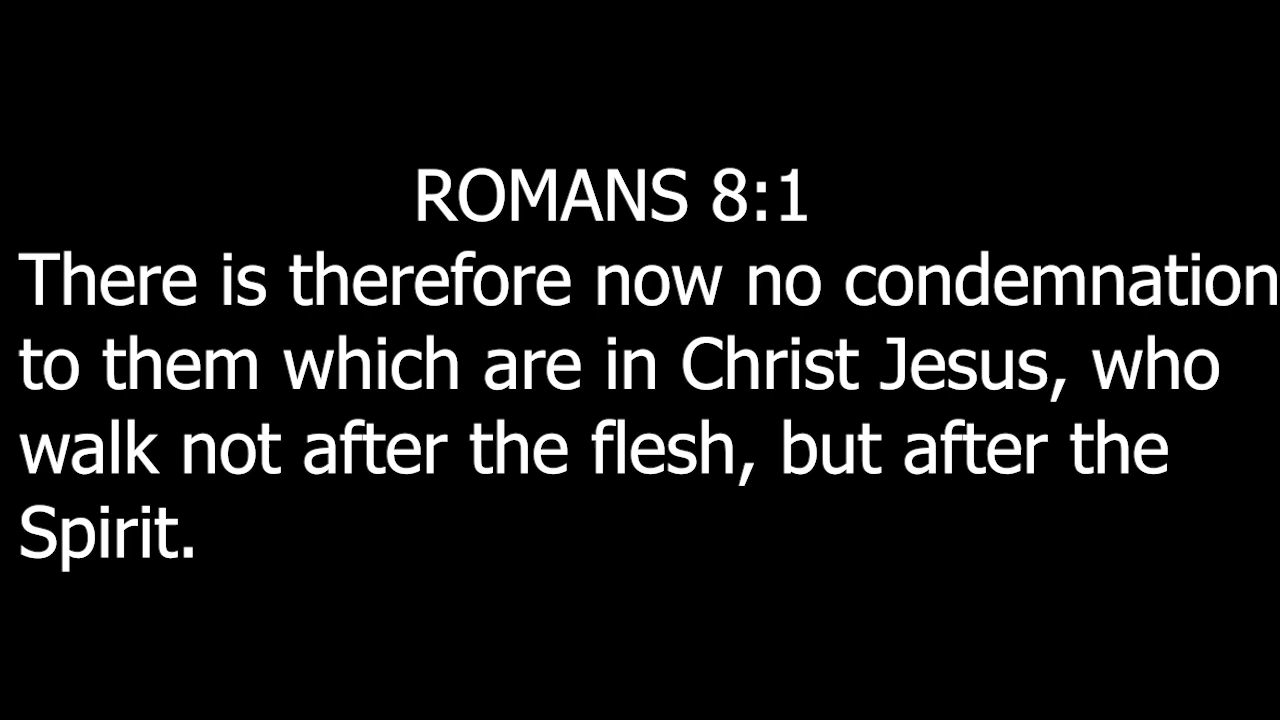 ROMANS 8:1
There is therefore now no condemnation
to them which are in Christ Jesus, who
walk not after the flesh, but after the
Spirit.